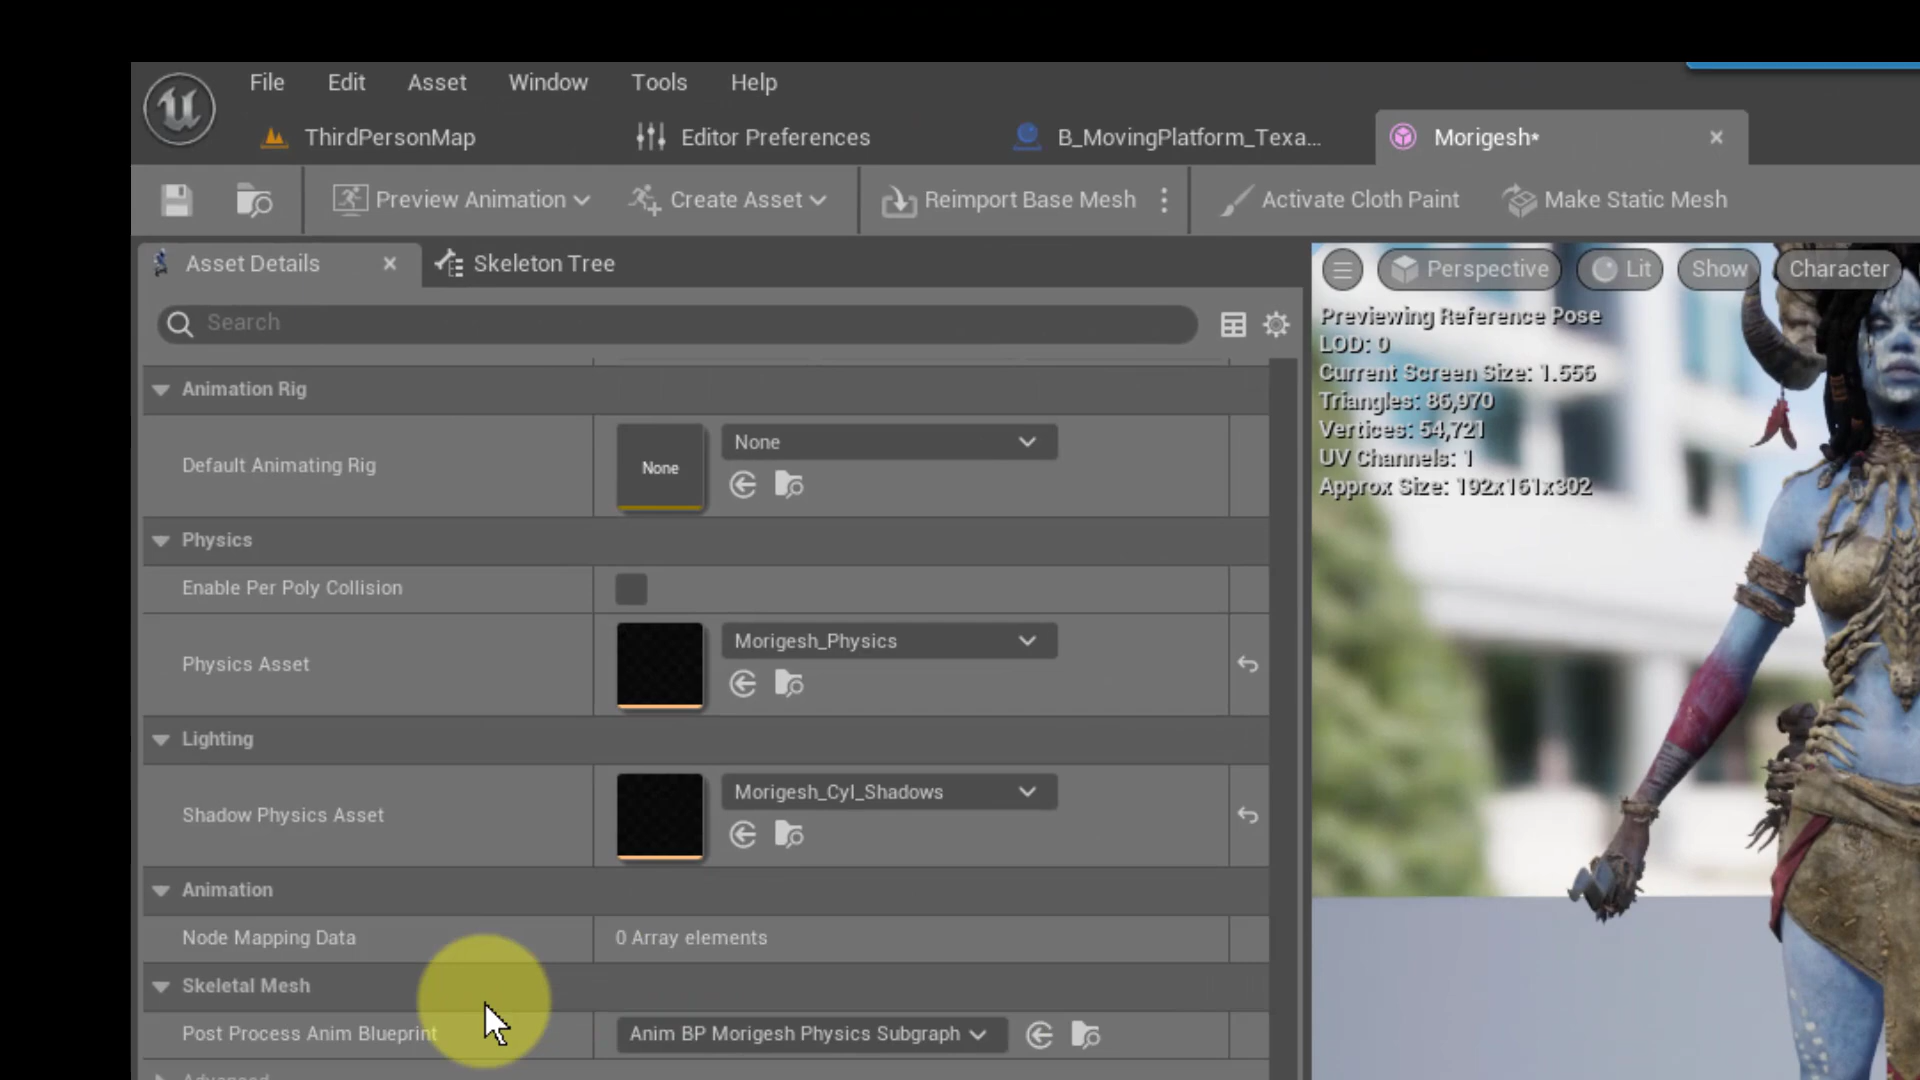 File Edit Asset Window Tools Help
ThirdPersonMap Editor Preferences B_MovingPlatform_Texa... Morigesh*
Preview Animation Create Asset Reimport Base Mesh Activate Cloth Paint Make Static Mesh
Asset Details Skeleton Tree
Search
Perspective Lit Show Character
Previewing Reference Pose
LOD: 0
Current Screen Size: 1.556
Triangles: 86,970
Vertices: 54,721
UV Channels: 1
Approx Size: 192x161x302
Animation Rig
Default Animating Rig None None
Physics
Enable Per Poly Collision
Physics Asset Morigesh_Physics
Lighting
Shadow Physics Asset Morigesh_Cyl_Shadows
Animation
Node Mapping Data 0 Array elements
Skeletal Mesh
Post Process Anim Blueprint Anim BP Morigesh Physics Subgraph
Advanced